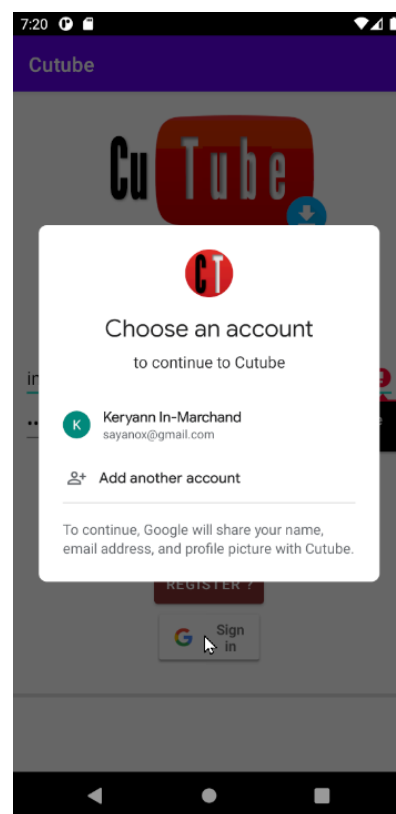 7:20
Cutube
Cu Tube
CT
Choose an account
to continue to Cutube
in
K
Keryann In-Marchand
sayanox@gmail.com
••
e
Add another account
To continue, Google will share your name,
email address, and profile picture with Cutube.
REGISTER ?
G
Sign
in